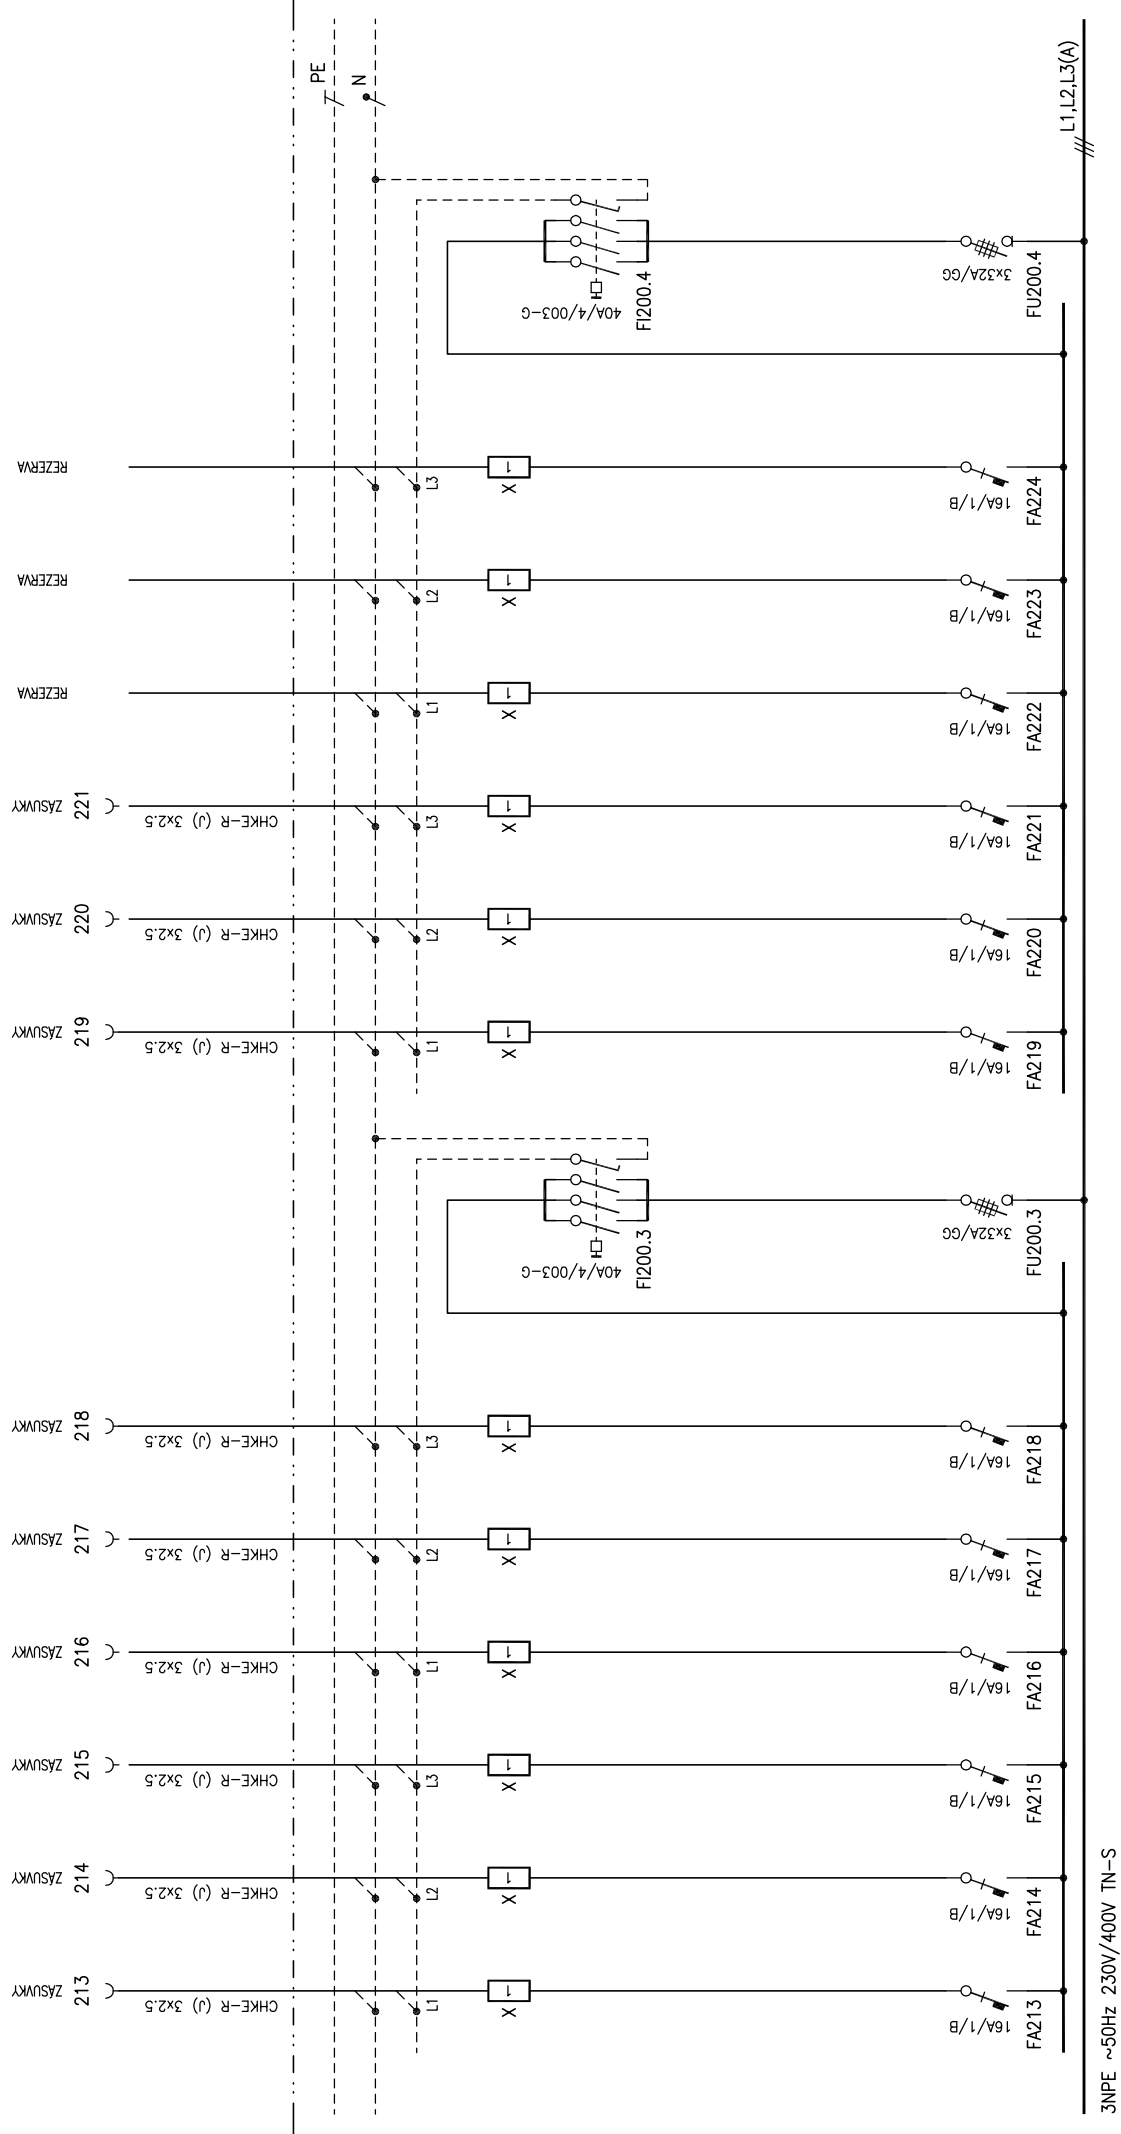 3NPE ~50Hz 230V/400V TN-S
L1,L2,L3(A)
PE
N
FA213
16A/1/B
X
1
L1
CHKE-R (J) 3x2.5
213
ZÁSUVKY
FA214
16A/1/B
X
1
L2
CHKE-R (J) 3x2.5
214
ZÁSUVKY
FA215
16A/1/B
X
1
L3
CHKE-R (J) 3x2.5
215
ZÁSUVKY
FA216
16A/1/B
X
1
L1
CHKE-R (J) 3x2.5
216
ZÁSUVKY
FA217
16A/1/B
X
1
L2
CHKE-R (J) 3x2.5
217
ZÁSUVKY
FA218
16A/1/B
X
1
L3
CHKE-R (J) 3x2.5
218
ZÁSUVKY
FU200.3
3x32A/GG
FI200.3
40A/4/003-G
FA219
16A/1/B
X
1
L1
CHKE-R (J) 3x2.5
219
ZÁSUVKY
FA220
16A/1/B
X
1
L2
CHKE-R (J) 3x2.5
220
ZÁSUVKY
FA221
16A/1/B
X
1
L3
CHKE-R (J) 3x2.5
221
ZÁSUVKY
FA222
16A/1/B
X
1
L1
REZERVA
FA223
16A/1/B
X
1
L2
REZERVA
FA224
16A/1/B
X
1
L3
REZERVA
FU200.4
3x32A/GG
FI200.4
40A/4/003-G